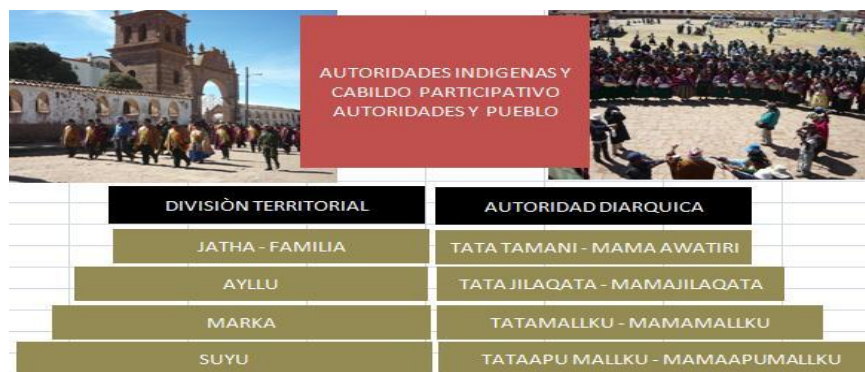 AUTORIDADES INDIGENAS Y
CABILDO PARTICIPATIVO
AUTORIDADES Y PUEBLO
DIVISIÒN TERRITORIAL
AUTORIDAD DIARQUICA
JATHA - FAMILIA
TATA TAMANI - MAMA AWATIRI
AYLLU
TATA JILAQATA - MAMAJILAQATA
MARKA
TATAMALLKU - MAMAMALLKU
SUYU
TATAAPU MALLKU - MAMAAPUMALLKU